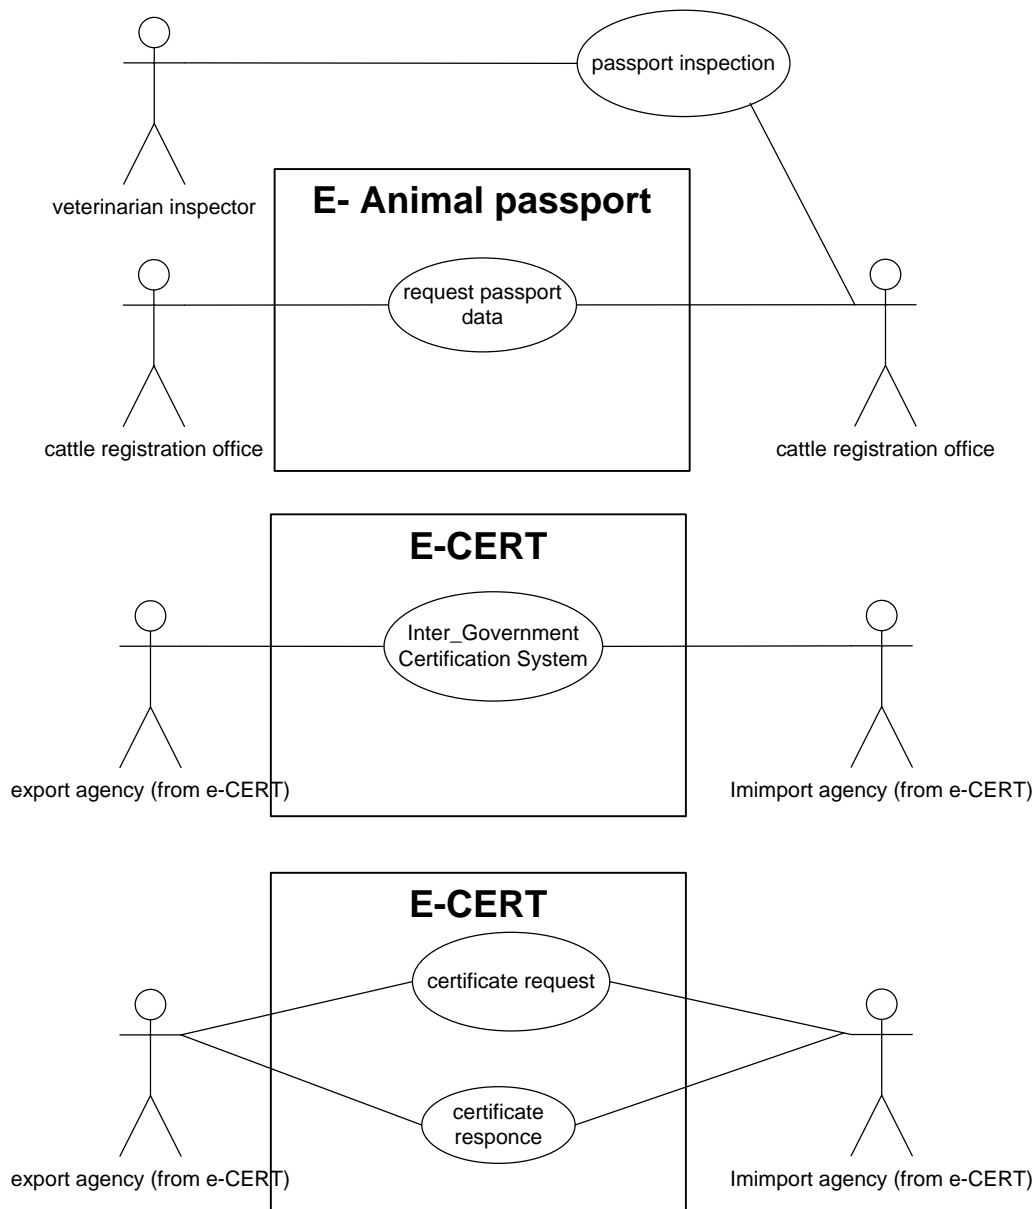 passport inspection
veterinarian inspector
E- Animal passport
request passport
data
cattle registration office
cattle registration office
E-CERT
Inter_Government
Certification System
export agency (from e-CERT)
Imimport agency (from e-CERT)
E-CERT
certificate request
certificate
responce
export agency (from e-CERT)
Imimport agency (from e-CERT)